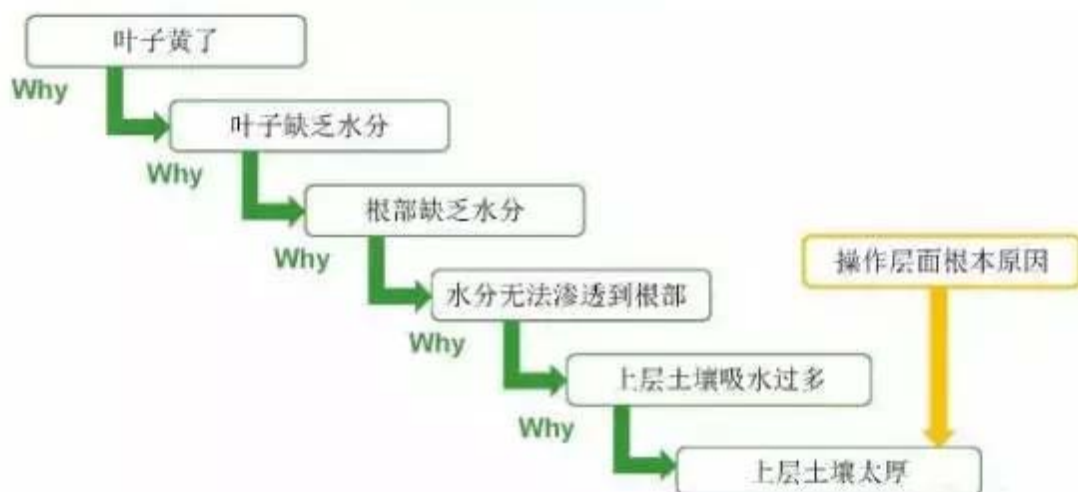 叶子黄了
Why
叶子缺乏水分
Why
根部缺乏水分
Why
操作层面根本原因
水分无法渗透到根部
Why
上层土壤吸水过多
Why
上层土壤太厚